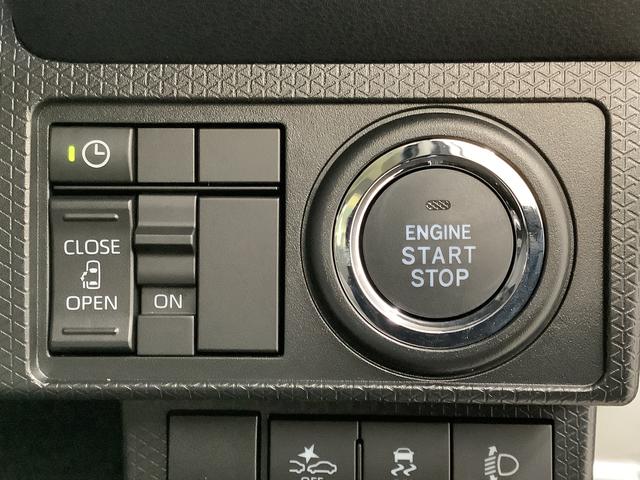 CLOSE
OPEN
ON
ENGINE
START
STOP
OFF